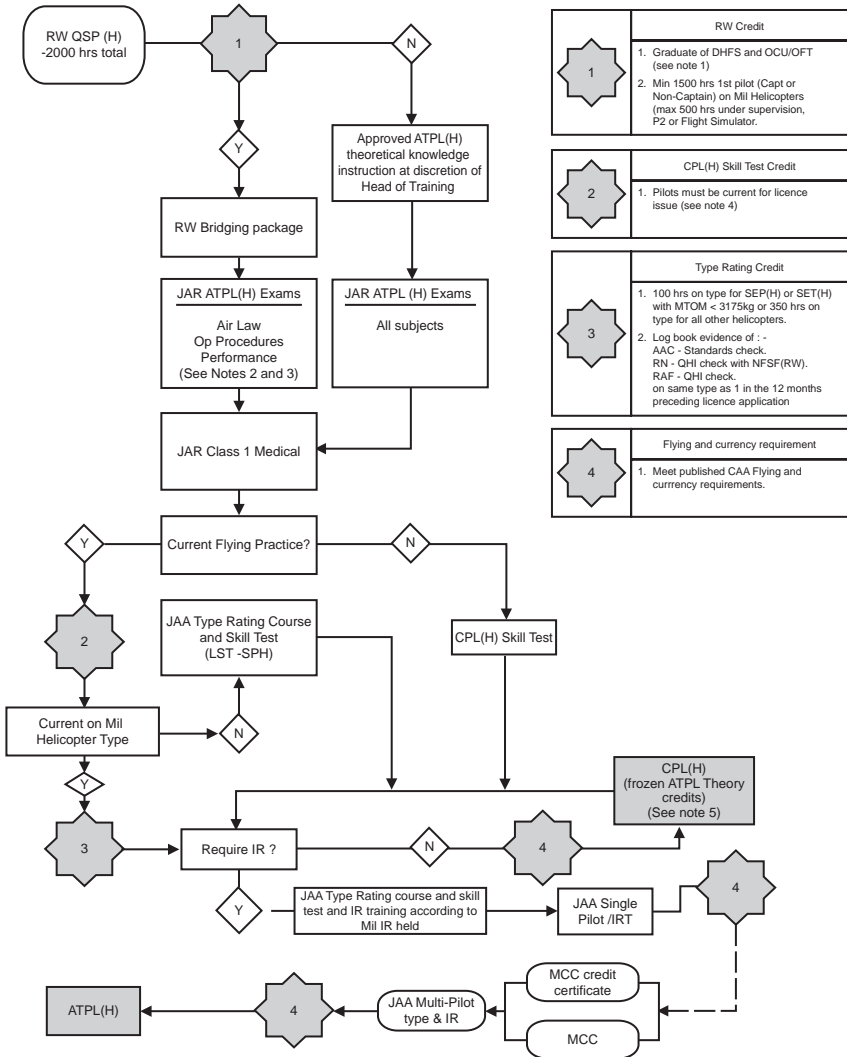 RW QSP (H)
-2000 hrs total
1
N
Y
Approved ATPL(H)
theoretical knowledge
instruction at discretion of
Head of Training
RW Bridging package
JAR ATPL(H) Exams
Air Law
Op Procedures
Performance
(See Notes 2 and 3)
JAR ATPL (H) Exams
All subjects
JAR Class 1 Medical
Current Flying Practice?
Y
N
2
JAA Type Rating Course
and Skill Test
(LST -SPH)
CPL(H) Skill Test
Current on Mil
Helicopter Type
N
Y
CPL(H)
(frozen ATPL Theory
credits)
(See note 5)
3
Require IR ?
N
4
Y
JAA Type Rating course and skill
test and IR training according to
Mil IR held
JAA Single
Pilot /IRT
4
MCC credit
certificate
MCC
JAA Multi-Pilot
type & IR
4
ATPL(H)
1
RW Credit
1. Graduate of DHFS and OCU/OFT
(see note 1)
2. Min 1500 hrs 1st pilot (Capt or
Non-Captain) on Mil Helicopters
(max 500 hrs under supervision,
P2 or Flight Simulator.
2
CPL(H) Skill Test Credit
1. Pilots must be current for licence
issue (see note 4)
3
Type Rating Credit
1. 100 hrs on type for SEP(H) or SET(H)
with MTOM < 3175kg or 350 hrs on
type for all other helicopters.
2. Log book evidence of : -
AAC - Standards check.
RN - QHI check with NFSF(RW).
RAF - QHI check.
on same type as 1 in the 12 months
preceding licence application
4
Flying and currency requirement
1. Meet published CAA Flying and
currrency requirements.